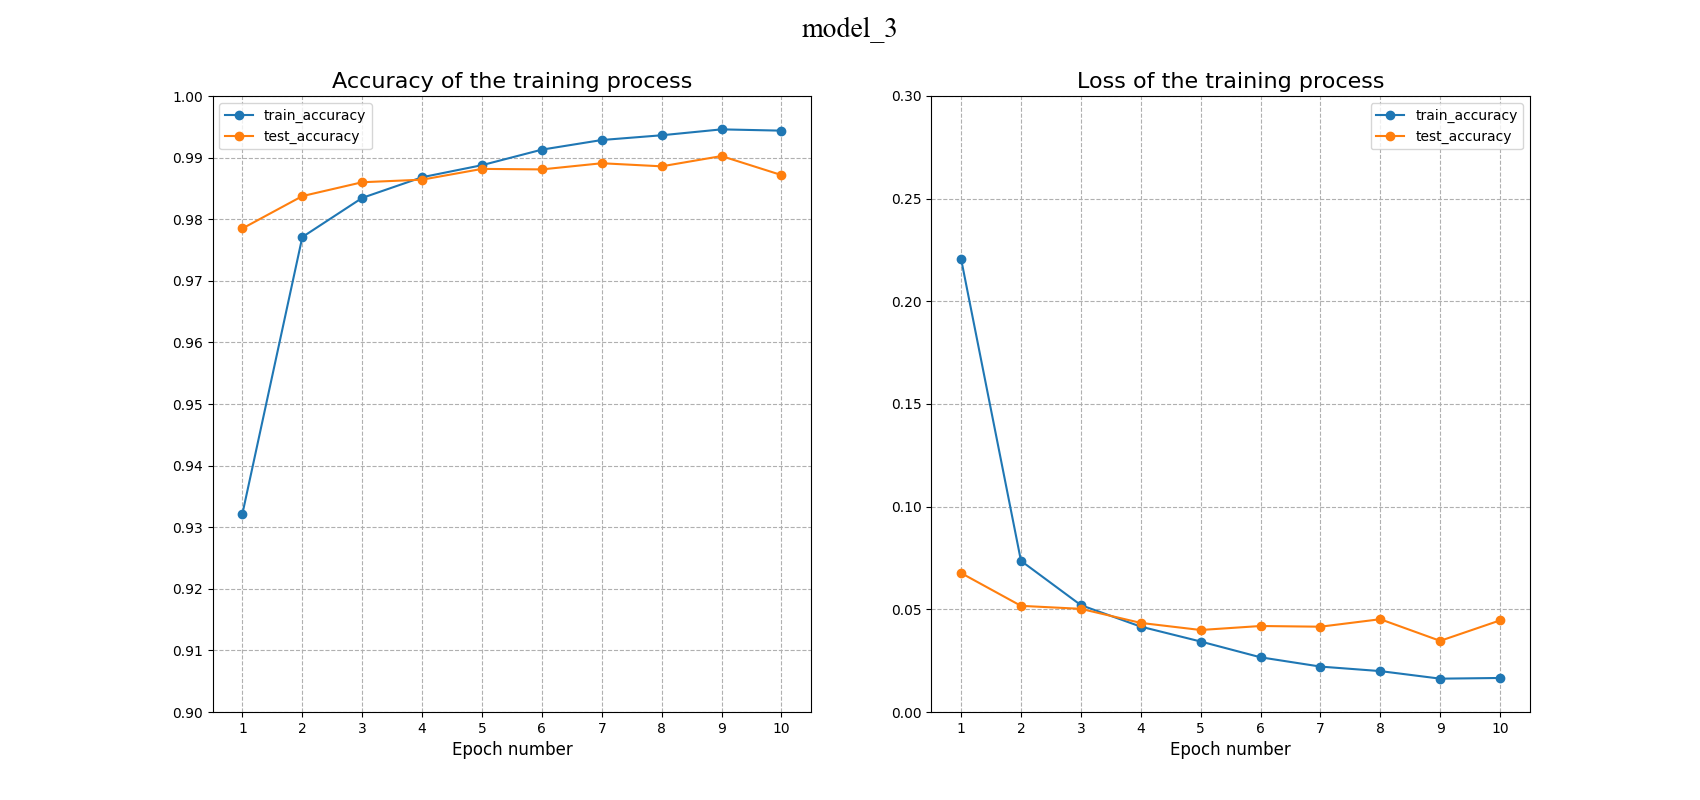 model_3
Accuracy of the training process
1.00
0.99
0.98
0.97
0.96
0.95
0.94
0.93
0.92
0.91
0.90
train_accuracy
test_accuracy
1 2 3 4 5 6 7 8 9 10
Epoch number
Loss of the training process
0.30
0.25
0.20
0.15
0.10
0.05
0.00
train_accuracy
test_accuracy
1 2 3 4 5 6 7 8 9 10
Epoch number